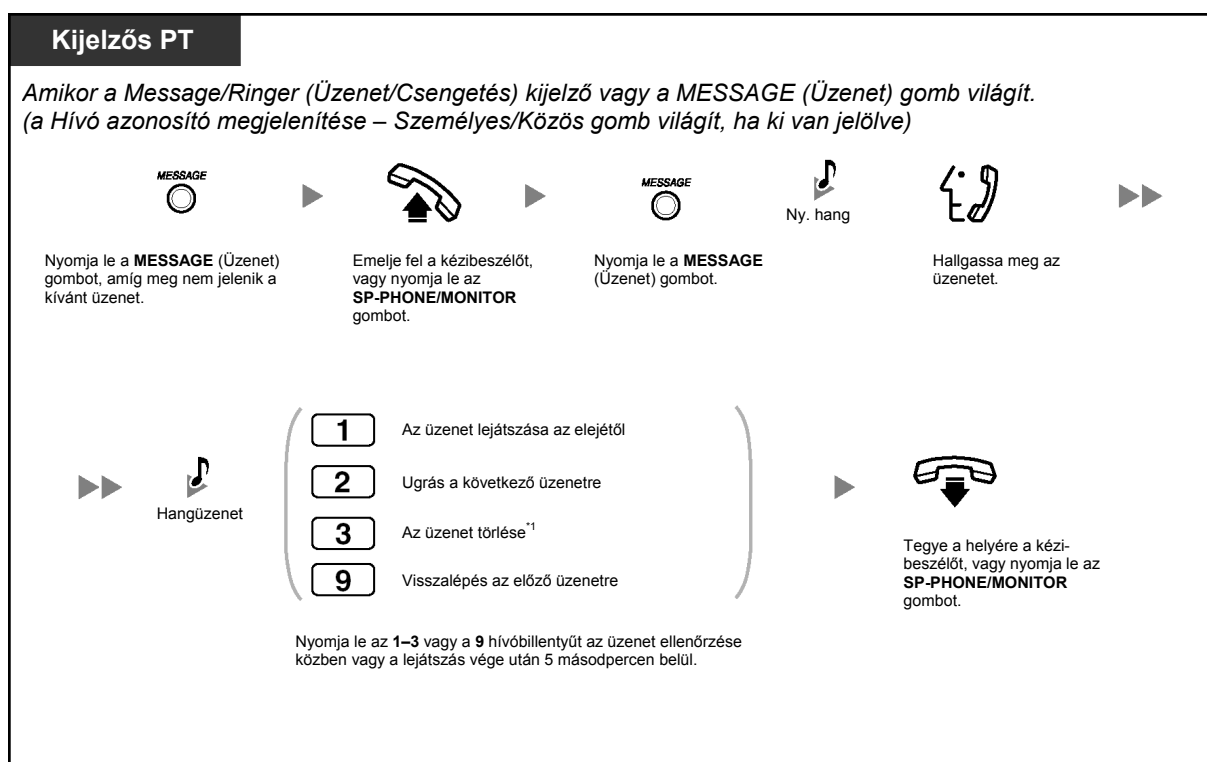 Kijelzős PT
Amikor a Message/Ringer (Üzenet/Csengetés) kijelző vagy a MESSAGE (Üzenet) gomb világít.
(a Hívó azonosító megjelenítése – Személyes/Közös gomb világít, ha ki van jelölve)
MESSAGE
Nyomja le a MESSAGE (Üzenet)
gombot, amíg meg nem jelenik a
kívánt üzenet.
Emelje fel a kézibeszélőt,
vagy nyomja le az
SP-PHONE/MONITOR
gombot.
MESSAGE
Nyomja le a MESSAGE
(Üzenet) gombot.
Ny. hang
Hallgassa meg az
üzenetet.
Hangüzenet
1 Az üzenet lejátszása az elejétől
2 Ugrás a következő üzenetre
3 Az üzenet törlése*1
9 Visszalépés az előző üzenetre
Nyomja le az 1–3 vagy a 9 hívóbillentyűt az üzenet ellenőrzése
közben vagy a lejátszás vége után 5 másodpercen belül.
Tegye a helyére a kézi-
beszélőt, vagy nyomja le az
SP-PHONE/MONITOR
gombot.